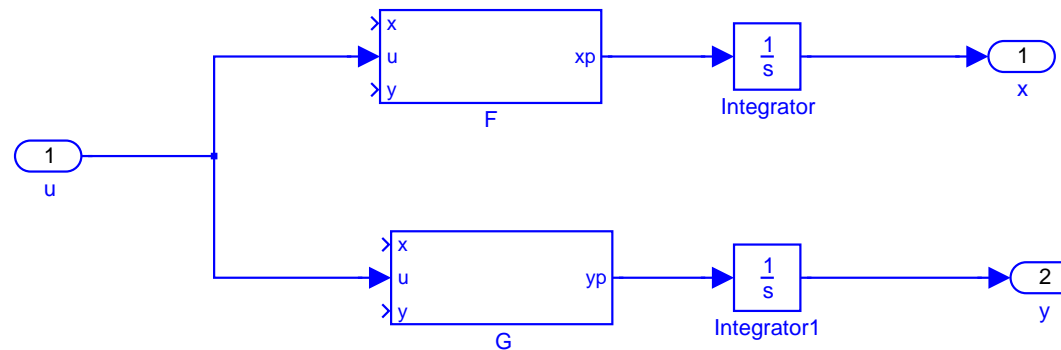 x
u
y
xp
F
1
s
Integrator
1
x
1
u
x
u
y
yp
G
1
s
Integrator1
2
y